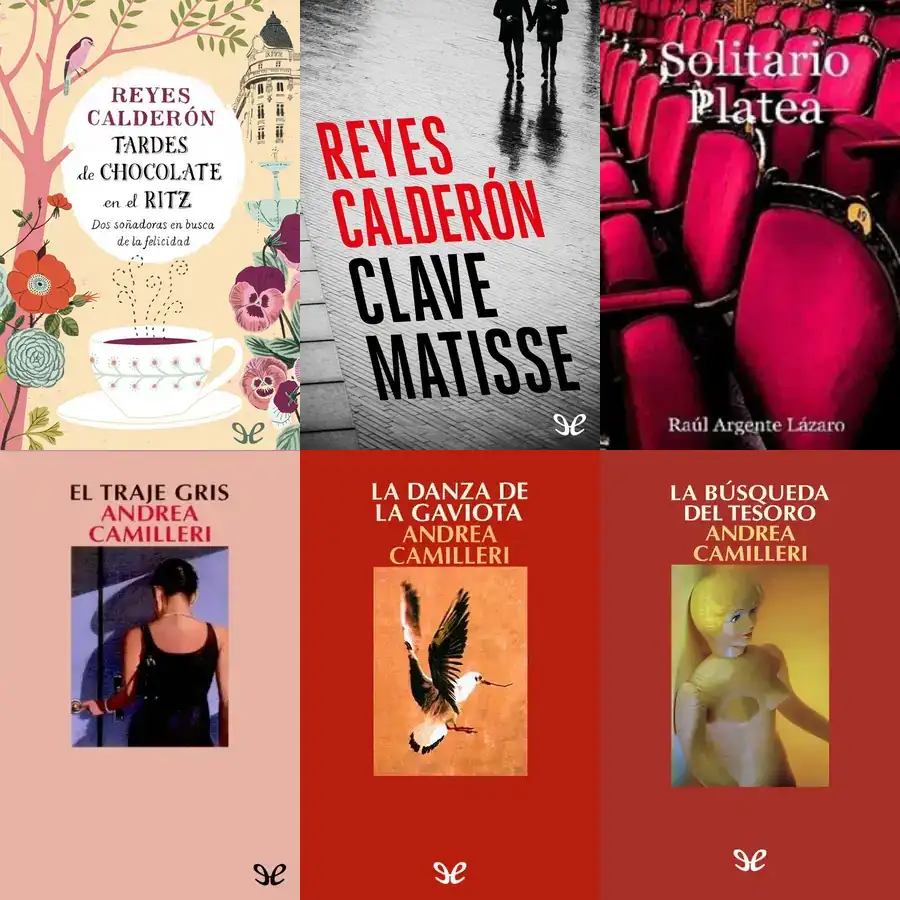 REYES
CALDERÓN
TARDES
de CHOCOLATE
en el RITZ
Dos soñadoras en busca
de la felicidad
REYES
CALDERÓN
CLAVE
MATISSE
Solitario
Platea
Raúl Argente Lázaro
EL TRAJE GRIS
ANDREA
CAMILLERI
LA DANZA DE
LA GAVIOTA
ANDREA
CAMILLERI
LA BÚSQUEDA
DEL TESORO
ANDREA
CAMILLERI